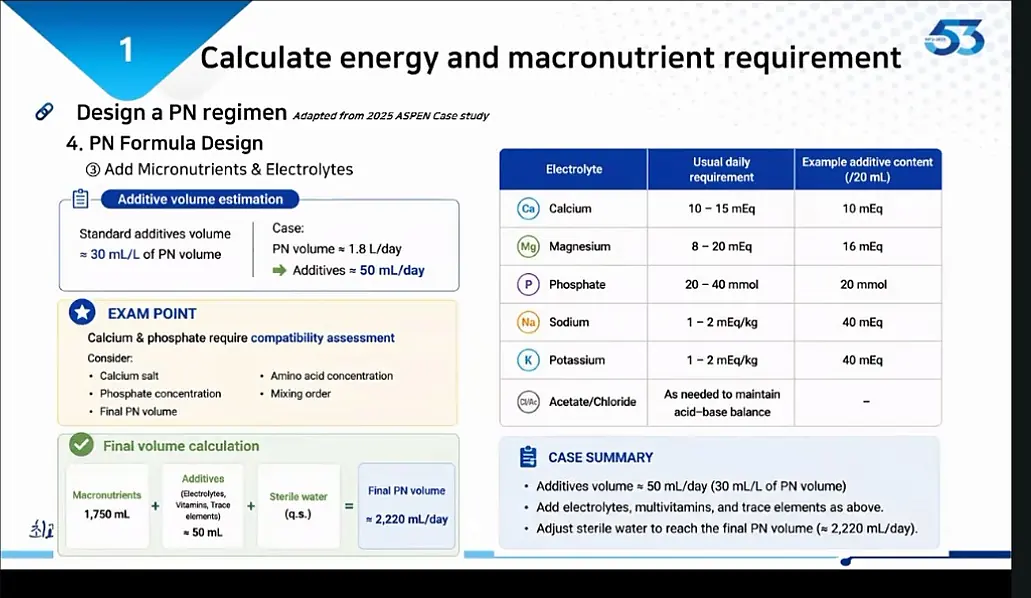 1
Calculate energy and macronutrient requirement
53
Design a PN regimen Adapted from 2025 ASPEN Case study
4. PN Formula Design
③ Add Micronutrients & Electrolytes
Additive volume estimation
Standard additives volume
≈ 30 mL/L of PN volume
Case:
PN volume ≈ 1.8 L/day
Additives ≈ 50 mL/day
EXAM POINT
Calcium & phosphate require compatibility assessment
Consider:
• Calcium salt
• Phosphate concentration
• Final PN volume
• Amino acid concentration
• Mixing order
Final volume calculation
Macronutrients
1,750 mL
+
Additives
(Electrolytes,
Vitamins, Trace
elements)
≈ 50 mL
+
Sterile water
(q.s.)
=
Final PN volume
≈ 2,220 mL/day
Electrolyte Usual daily requirement Example additive content (/20 mL)
Ca Calcium 10 – 15 mEq 10 mEq
Mg Magnesium 8 – 20 mEq 16 mEq
P Phosphate 20 – 40 mmol 20 mmol
Na Sodium 1 – 2 mEq/kg 40 mEq
K Potassium 1 – 2 mEq/kg 40 mEq
Cl/Ac Acetate/Chloride As needed to maintain acid–base balance –
CASE SUMMARY
• Additives volume ≈ 50 mL/day (30 mL/L of PN volume)
• Add electrolytes, multivitamins, and trace elements as above.
• Adjust sterile water to reach the final PN volume (≈ 2,220 mL/day).